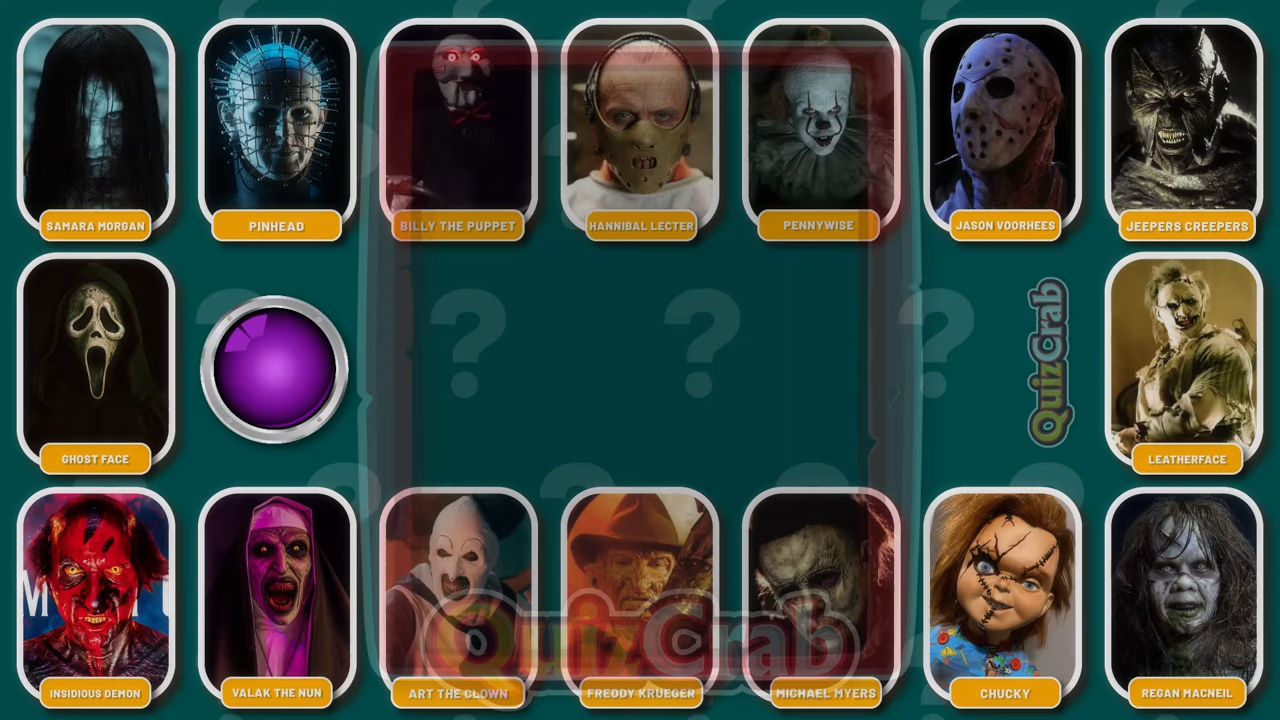 SAMARA MORGAN
PINHEAD
BILLY THE PUPPET
HANNIBAL LECTER
PENNYWISE
JASON VOORHEES
JEEPERS CREEPERS
GHOST FACE
? ? ?
QuizCrab
LEATHERFACE
INSIDIOUS DEMON
VALAK THE NUN
ART THE CLOWN
FREDDY KRUEGER
MICHAEL MYERS
CHUCKY
REGAN MACNEIL
QuizCrab